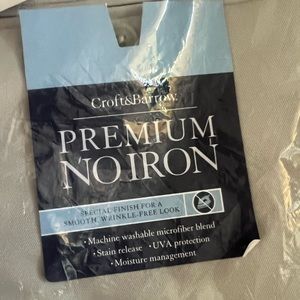 Croft&Barrow.
PREMIUM
NO IRON
SPECIAL FINISH FOR A
SMOOTH WRINKLE-FREE LOOK
• Machine washable microfiber blend
• Stain release • UVA protection
• Moisture management